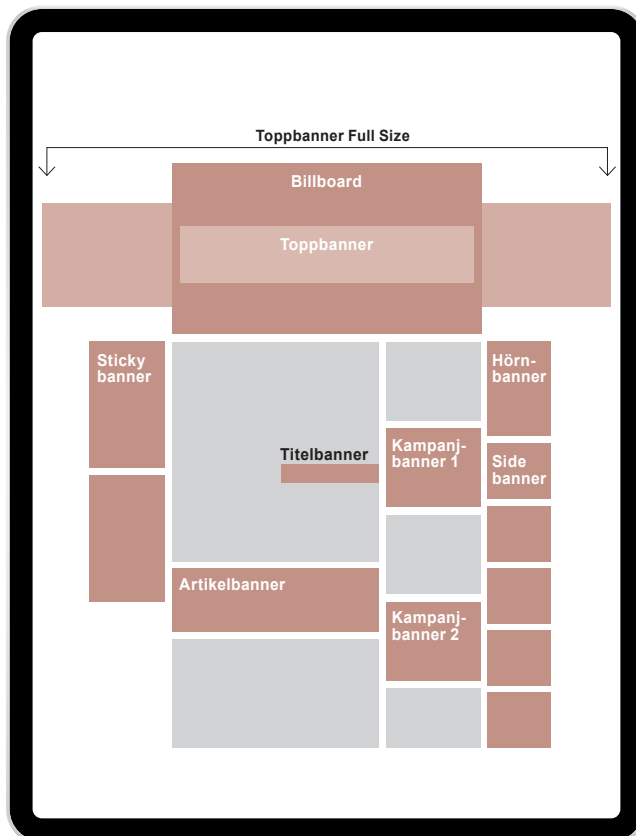 Toppbanner Full Size
Billboard
Toppbanner
Sticky
banner
Hörn-
banner
Titelbanner
Kampanj-
banner 1
Side
banner
Artikelbanner
Kampanj-
banner 2